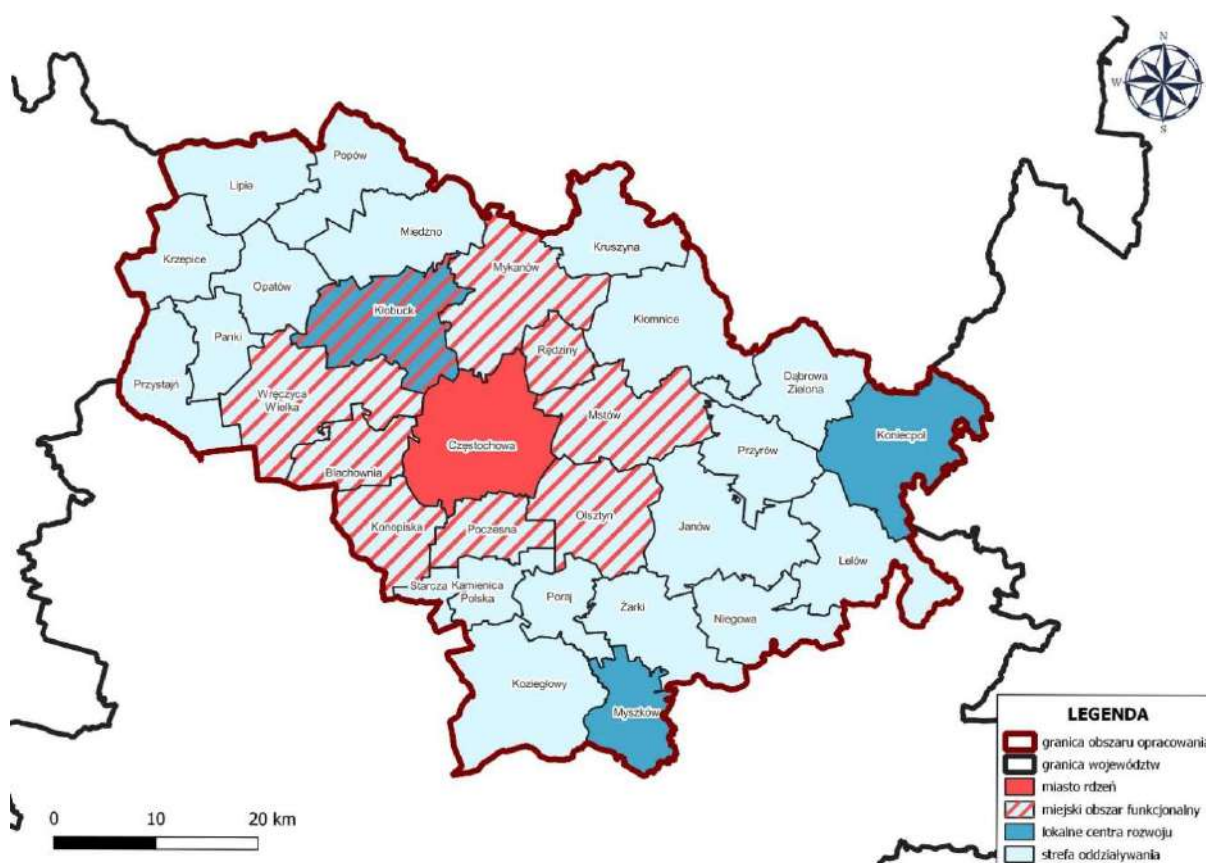 N
W
S
Popów
Lipie
Miedźno
Kruszyna
Krzepice
Mykanów
Opatów
Kłobuck
Kłomnice
Panki
Rędziny
Dąbrowa
Zielona
Przystajń
Wręczyca
Wielka
Mstów
Koniecpol
Częstochowa
Przyrów
Blachownia
Konopiska
Poczesna
Olsztyn
Janów
Lelów
Starcza
Kamienica
Polska
Poraj
Żarki
Niegowa
Koziegłowy
Myszków
LEGENDA
granica obszaru opracowania
granica województw
miasto rdzeń
miejski obszar funkcjonalny
lokalne centra rozwoju
strefa oddziaływania
0 10 20 km